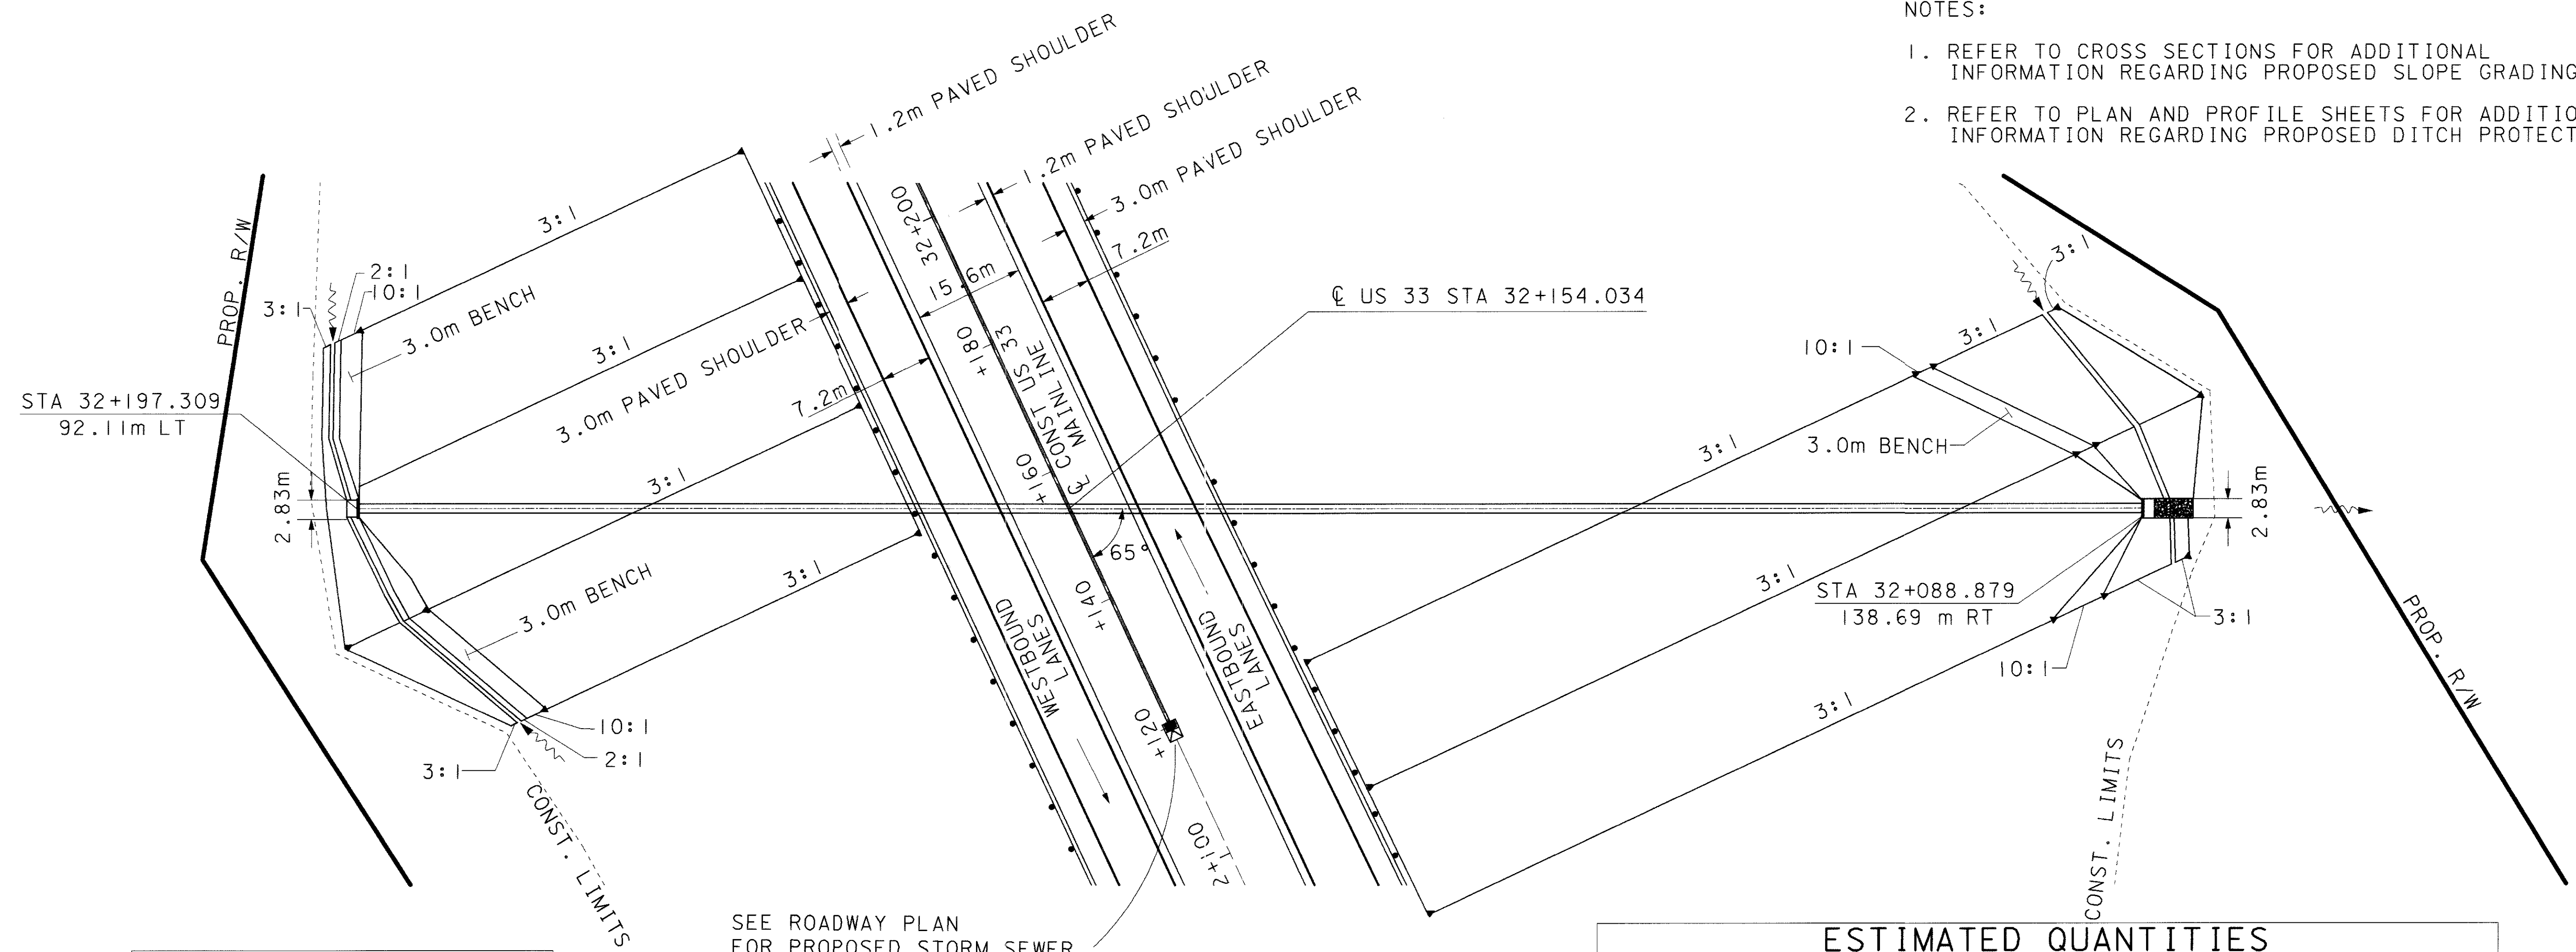 NOTES:
1. REFER TO CROSS SECTIONS FOR ADDITIONAL
INFORMATION REGARDING PROPOSED SLOPE GRADING
2. REFER TO PLAN AND PROFILE SHEETS FOR ADDITIO
INFORMATION REGARDING PROPOSED DITCH PROTECT
1.2m PAVED SHOULDER
1.2m PAVED SHOULDER
3.0m PAVED SHOULDER
7.2m
15.6m
32+200
+180
+160
+140
+120
2+100
℄ CONST US 33
MAINLINE
℄ US 33 STA 32+154.034
65°
PROP. R/W
3:1
2:1
10:1
3:1
3.0m BENCH
3:1
3.0m PAVED SHOULDER
7.2m
STA 32+197.309
92.11m LT
2.83m
3:1
3.0m BENCH
3:1
10:1
2:1
3:1
CONST. LIMITS
WESTBOUND
LANES
EASTBOUND
LANES
3:1
3:1
10:1
3.0m BENCH
3:1
3:1
3:1
2.83m
STA 32+088.879
138.69 m RT
3:1
10:1
CONST. LIMITS
PROP. R/W
SEE ROADWAY PLAN
FOR PROPOSED STORM SEWER
ESTIMATED QUANTITIES